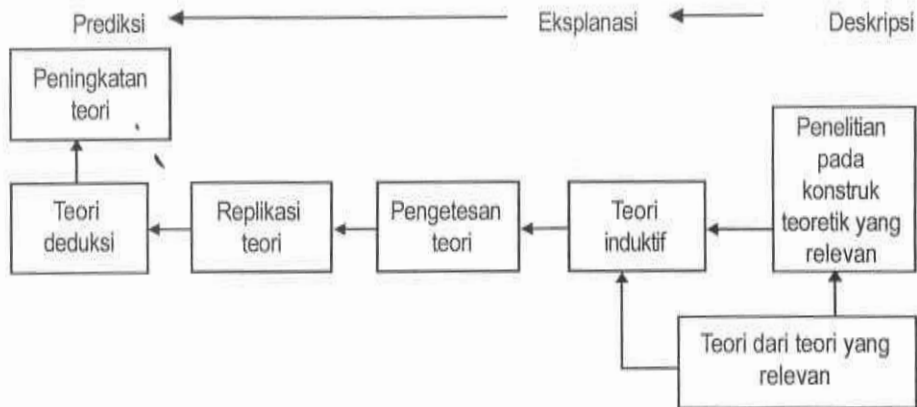 Prediksi
Eksplanasi
Deskripsi
Peningkatan
teori
Teori
deduksi
Replikasi
teori
Pengetesan
teori
Teori
induktif
Penelitian
pada
konstruk
teoretik yang
relevan
Teori dari teori yang
relevan